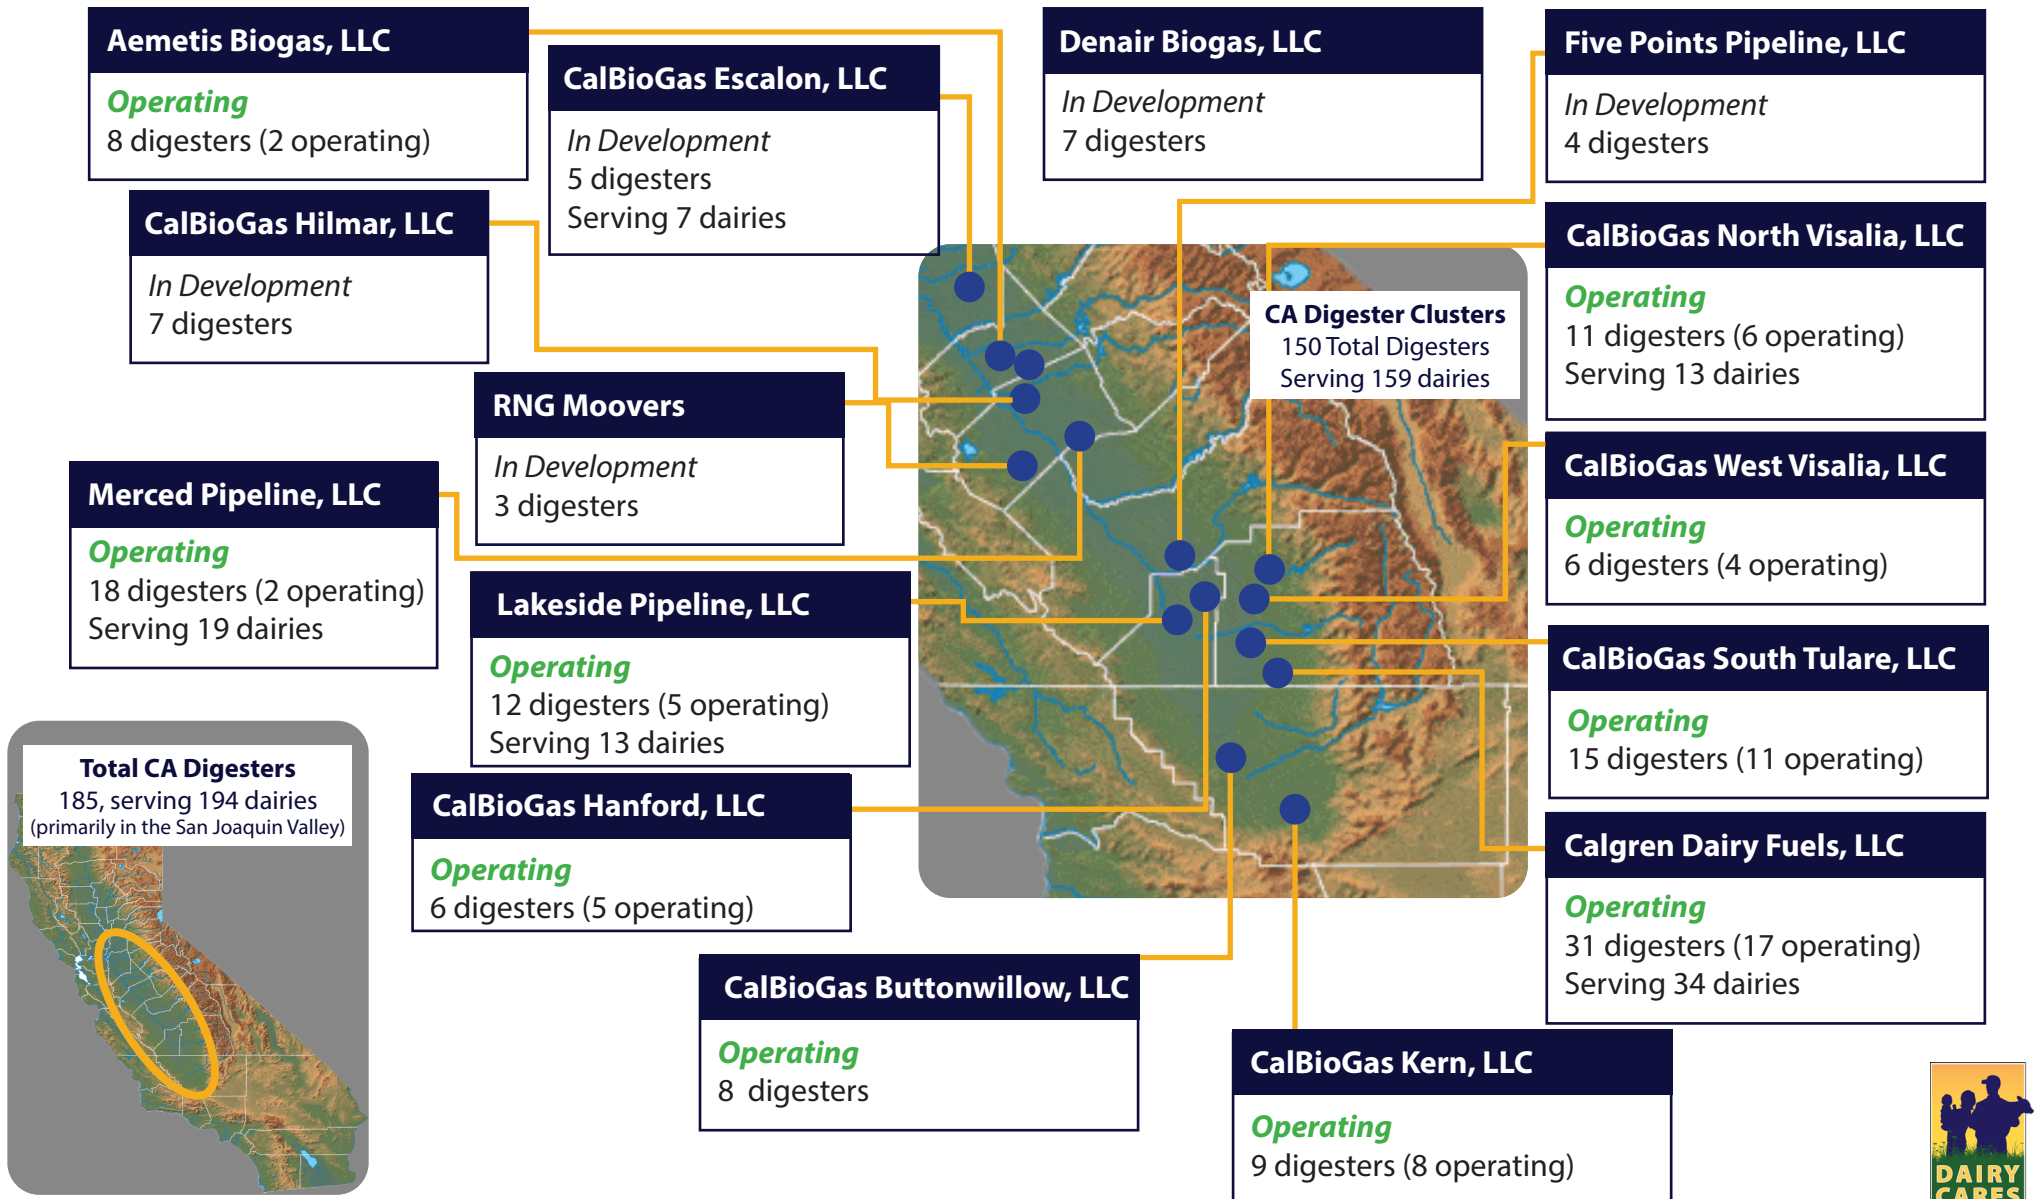 Aemetis Biogas, LLC
Operating
8 digesters (2 operating)
CalBioGas Escalon, LLC
In Development
5 digesters
Serving 7 dairies
Denair Biogas, LLC
In Development
7 digesters
Five Points Pipeline, LLC
In Development
4 digesters
CalBioGas Hilmar, LLC
In Development
7 digesters
CalBioGas North Visalia, LLC
Operating
11 digesters (6 operating)
Serving 13 dairies
CA Digester Clusters
150 Total Digesters
Serving 159 dairies
RNG Moovers
In Development
3 digesters
CalBioGas West Visalia, LLC
Operating
6 digesters (4 operating)
Merced Pipeline, LLC
Operating
18 digesters (2 operating)
Serving 19 dairies
Lakeside Pipeline, LLC
Operating
12 digesters (5 operating)
Serving 13 dairies
CalBioGas South Tulare, LLC
Operating
15 digesters (11 operating)
Total CA Digesters
185, serving 194 dairies
(primarily in the San Joaquin Valley)
CalBioGas Hanford, LLC
Operating
6 digesters (5 operating)
Calgren Dairy Fuels, LLC
Operating
31 digesters (17 operating)
Serving 34 dairies
CalBioGas Buttonwillow, LLC
Operating
8 digesters
CalBioGas Kern, LLC
Operating
9 digesters (8 operating)
DAIRY
CARES